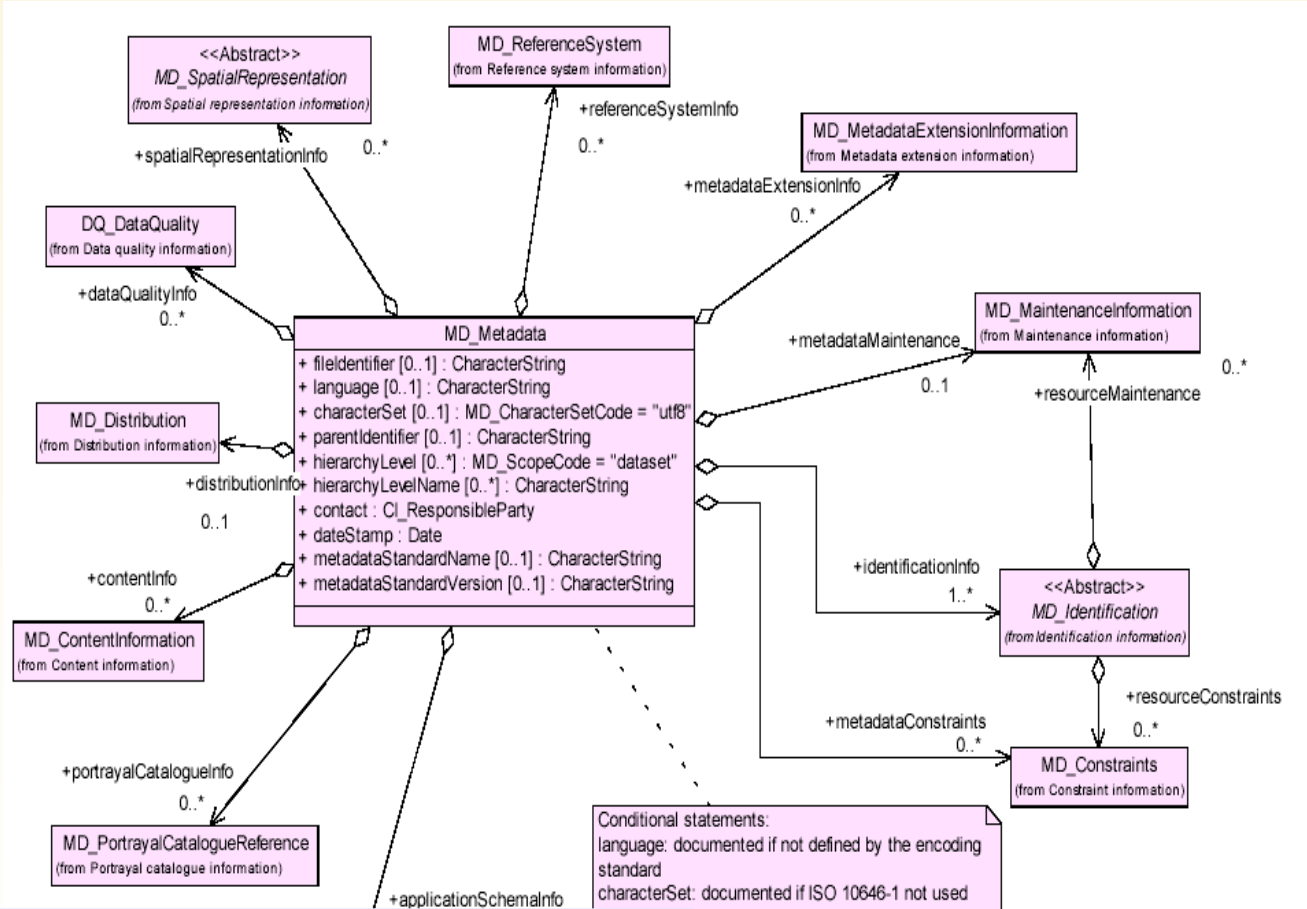 <<Abstract>>
MD_SpatialRepresentation
(from Spatial representation information)
MD_ReferenceSystem
(from Reference system information)
+referenceSystemInfo
0..*
+spatialRepresentationInfo
0..*
MD_MetadataExtensionInformation
(from Metadata extension information)
+metadataExtensionInfo
0..*
DQ_DataQuality
(from Data quality information)
+dataQualityInfo
0..*
MD_MaintenanceInformation
(from Maintenance information)
+metadataMaintenance
0..1
0..*
+resourceMaintenance
MD_Metadata
+ fileIdentifier [0..1] : CharacterString
+ language [0..1] : CharacterString
+ characterSet [0..1] : MD_CharacterSetCode = "utf8"
+ parentIdentifier [0..1] : CharacterString
+ hierarchyLevel [0..*] : MD_ScopeCode = "dataset"
+ hierarchyLevelName [0..*] : CharacterString
+ contact : CI_ResponsibleParty
+ dateStamp : Date
+ metadataStandardName [0..1] : CharacterString
+ metadataStandardVersion [0..1] : CharacterString
MD_Distribution
(from Distribution information)
+distributionInfo
0..1
+contentInfo
0..*
MD_ContentInformation
(from Content information)
+identificationInfo
1..*
<<Abstract>>
MD_Identification
(from Identification information)
+resourceConstraints
0..*
+metadataConstraints
0..*
MD_Constraints
(from Constraint information)
+portrayalCatalogueInfo
0..*
MD_PortrayalCatalogueReference
(from Portrayal catalogue information)
+applicationSchemaInfo
Conditional statements:
language: documented if not defined by the encoding
standard
characterSet: documented if ISO 10646-1 not used